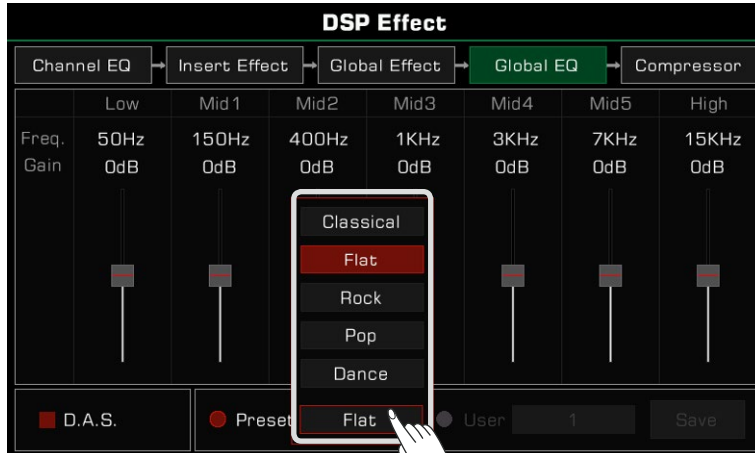 DSP Effect
Channel EQ Insert Effect Global Effect Global EQ Compressor
Low Mid1 Mid2 Mid3 Mid4 Mid5 High
Freq. 50Hz 150Hz 400Hz 1KHz 3KHz 7KHz 15KHz
Gain 0dB 0dB 0dB 0dB 0dB 0dB 0dB
Classical
Flat
Rock
Pop
Dance
D.A.S. Preset Flat User 1 Save